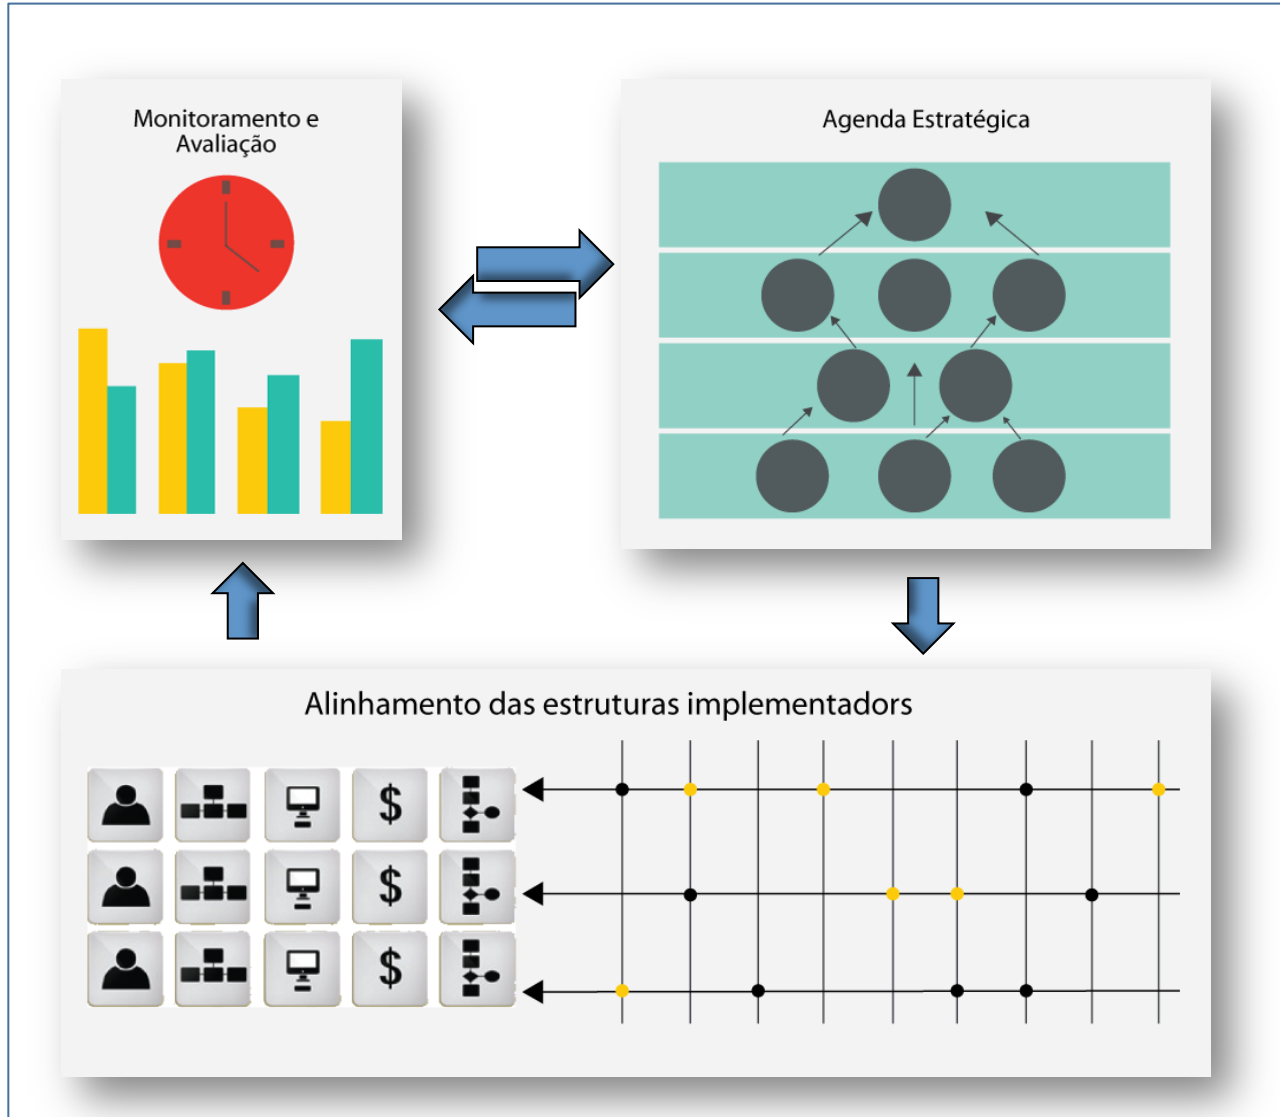 Monitoramento e
Avaliação
Agenda Estratégica
Alinhamento das estruturas implementadors
$
$
$